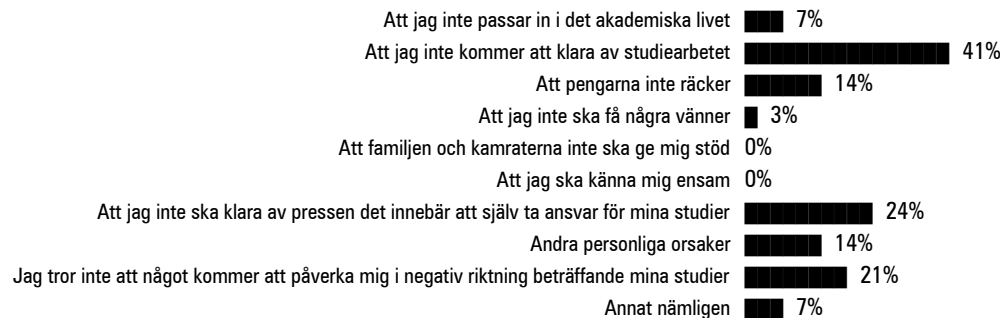 Att jag inte passar in i det akademiska livet 7%
Att jag inte kommer att klara av studiearbetet 41%
Att pengarna inte räcker 14%
Att jag inte ska få några vänner 3%
Att familjen och kamraterna inte ska ge mig stöd 0%
Att jag ska känna mig ensam 0%
Att jag inte ska klara av pressen det innebär att själv ta ansvar för mina studier 24%
Andra personliga orsaker 14%
Jag tror inte att något kommer att påverka mig i negativ riktning beträffande mina studier 21%
Annat nämligen 7%